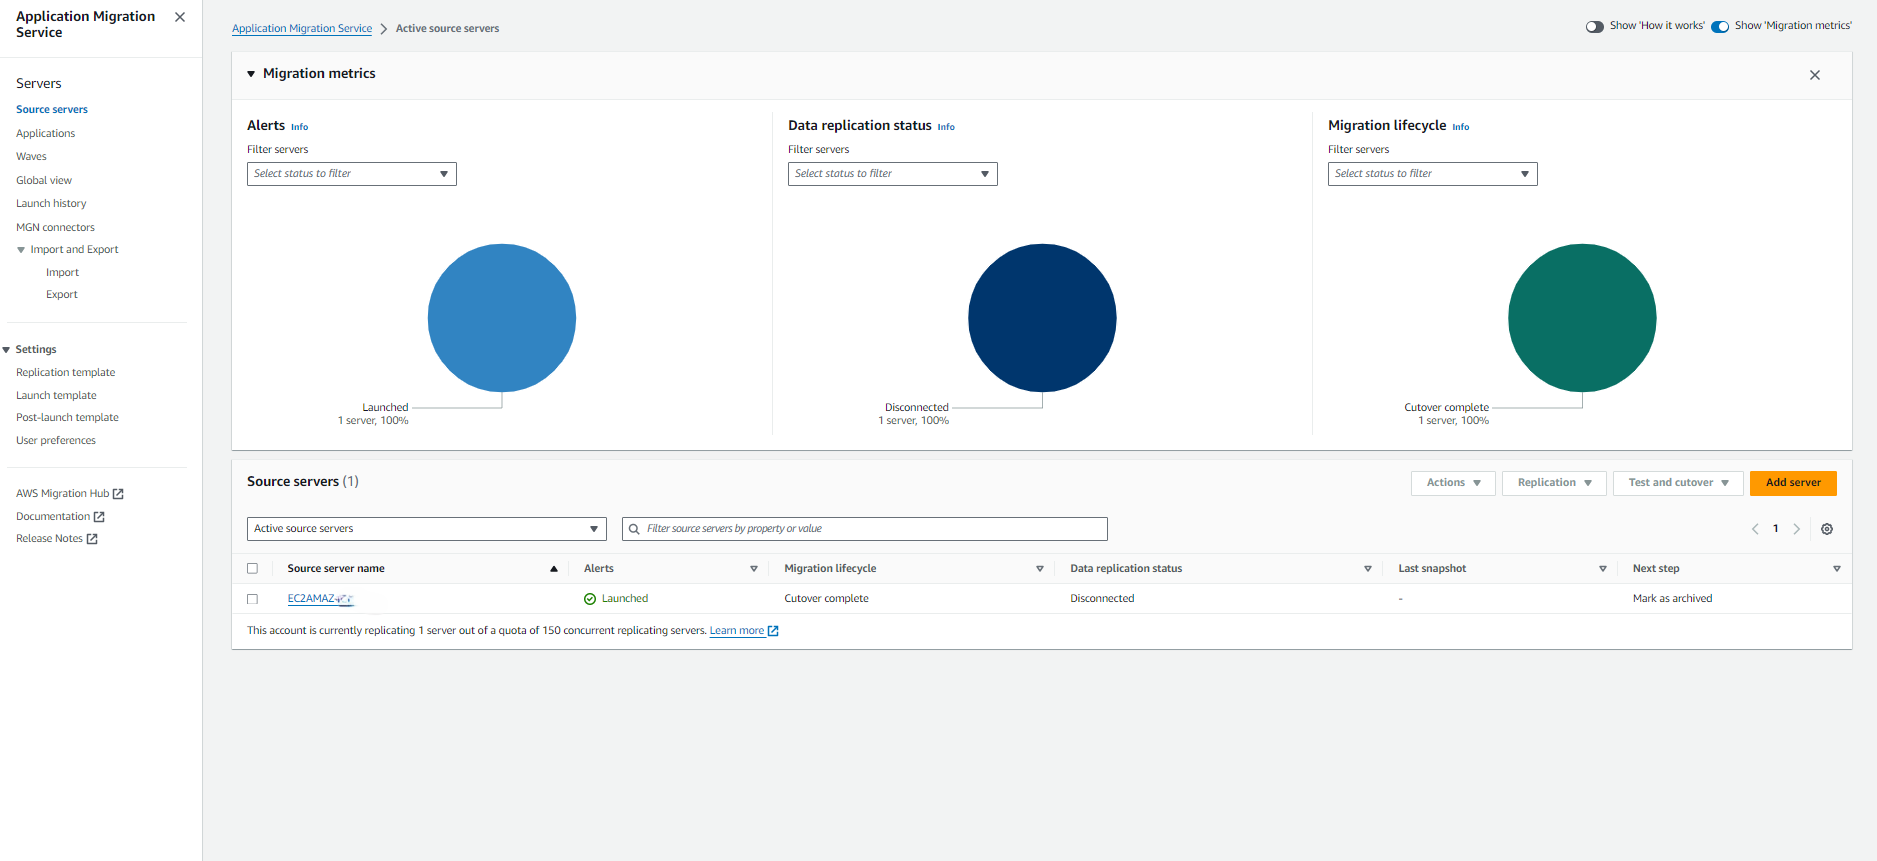 Application Migration
Service
Servers
Source servers
Applications
Waves
Global view
Launch history
MGN connectors
Import and Export
Import
Export
Settings
Replication template
Launch template
Post-launch template
User preferences
AWS Migration Hub
Documentation
Release Notes
Application Migration Service > Active source servers
Show 'How it works' Show 'Migration metrics'
Migration metrics
Alerts Info
Filter servers
Select status to filter
Launched
1 server, 100%
Data replication status Info
Filter servers
Select status to filter
Disconnected
1 server, 100%
Migration lifecycle Info
Filter servers
Select status to filter
Cutover complete
1 server, 100%
Source servers (1)
Actions Replication Test and cutover Add server
Active source servers Filter source servers by property or value 1
Source server name Alerts Migration lifecycle Data replication status Last snapshot Next step
EC2AMAZ- Launched Cutover complete Disconnected - Mark as archived
This account is currently replicating 1 server out of a quota of 150 concurrent replicating servers. Learn more